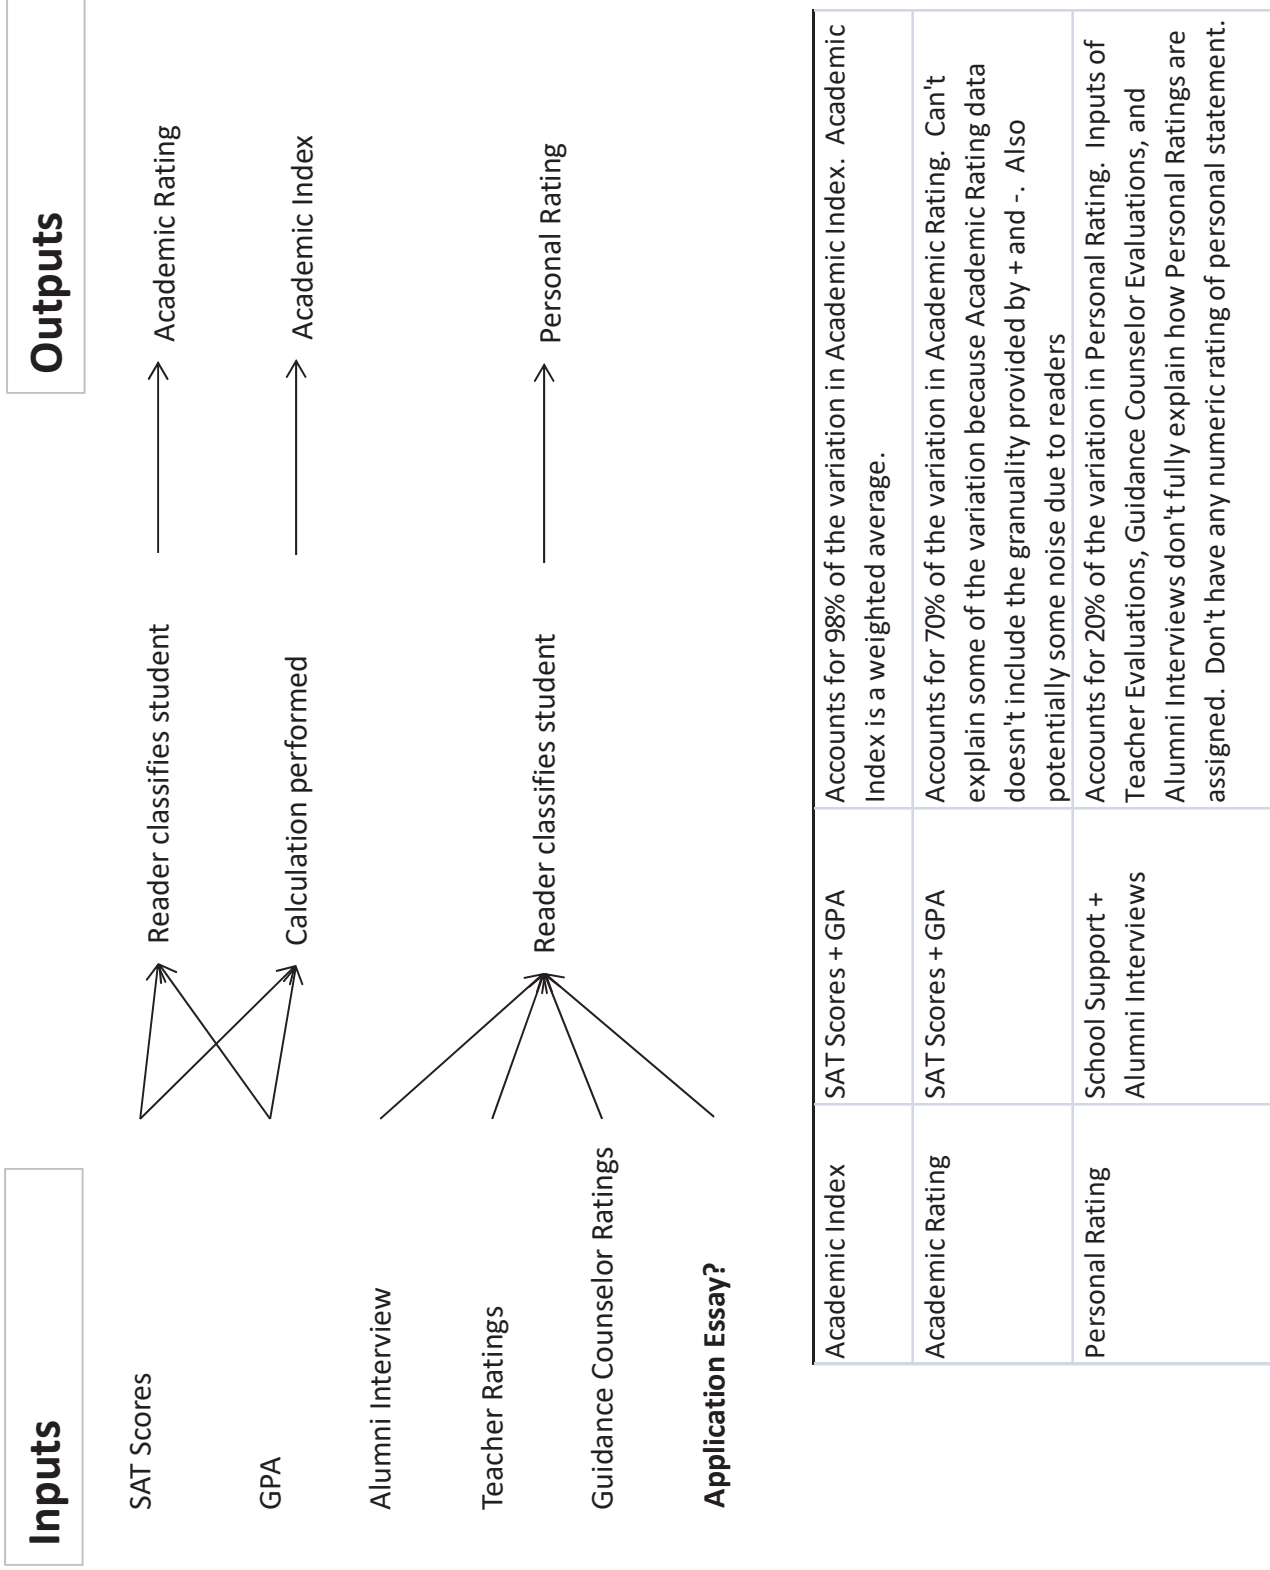 Inputs
Outputs
SAT Scores
Reader classifies student
Academic Rating
GPA
Calculation performed
Academic Index
Alumni Interview
Teacher Ratings
Reader classifies student
Personal Rating
Guidance Counselor Ratings
Application Essay?
Academic Index
SAT Scores + GPA
Accounts for 98% of the variation in Academic Index.  Academic
Index is a weighted average.
Academic Rating
SAT Scores + GPA
Accounts for 70% of the variation in Academic Rating.  Can't
explain some of the variation because Academic Rating data
doesn't include the granuality provided by + and -.  Also
potentially some noise due to readers
Personal Rating
School Support +
Alumni Interviews
Accounts for 20% of the variation in Personal Rating.  Inputs of
Teacher Evaluations, Guidance Counselor Evaluations, and
Alumni Interviews don't fully explain how Personal Ratings are
assigned.  Don't have any numeric rating of personal statement.